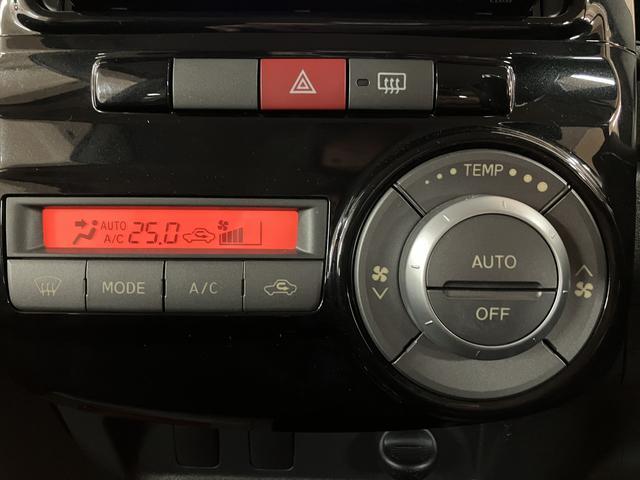 TEMP
AUTO
A/C
25.0
AUTO
OFF
MODE
A/C